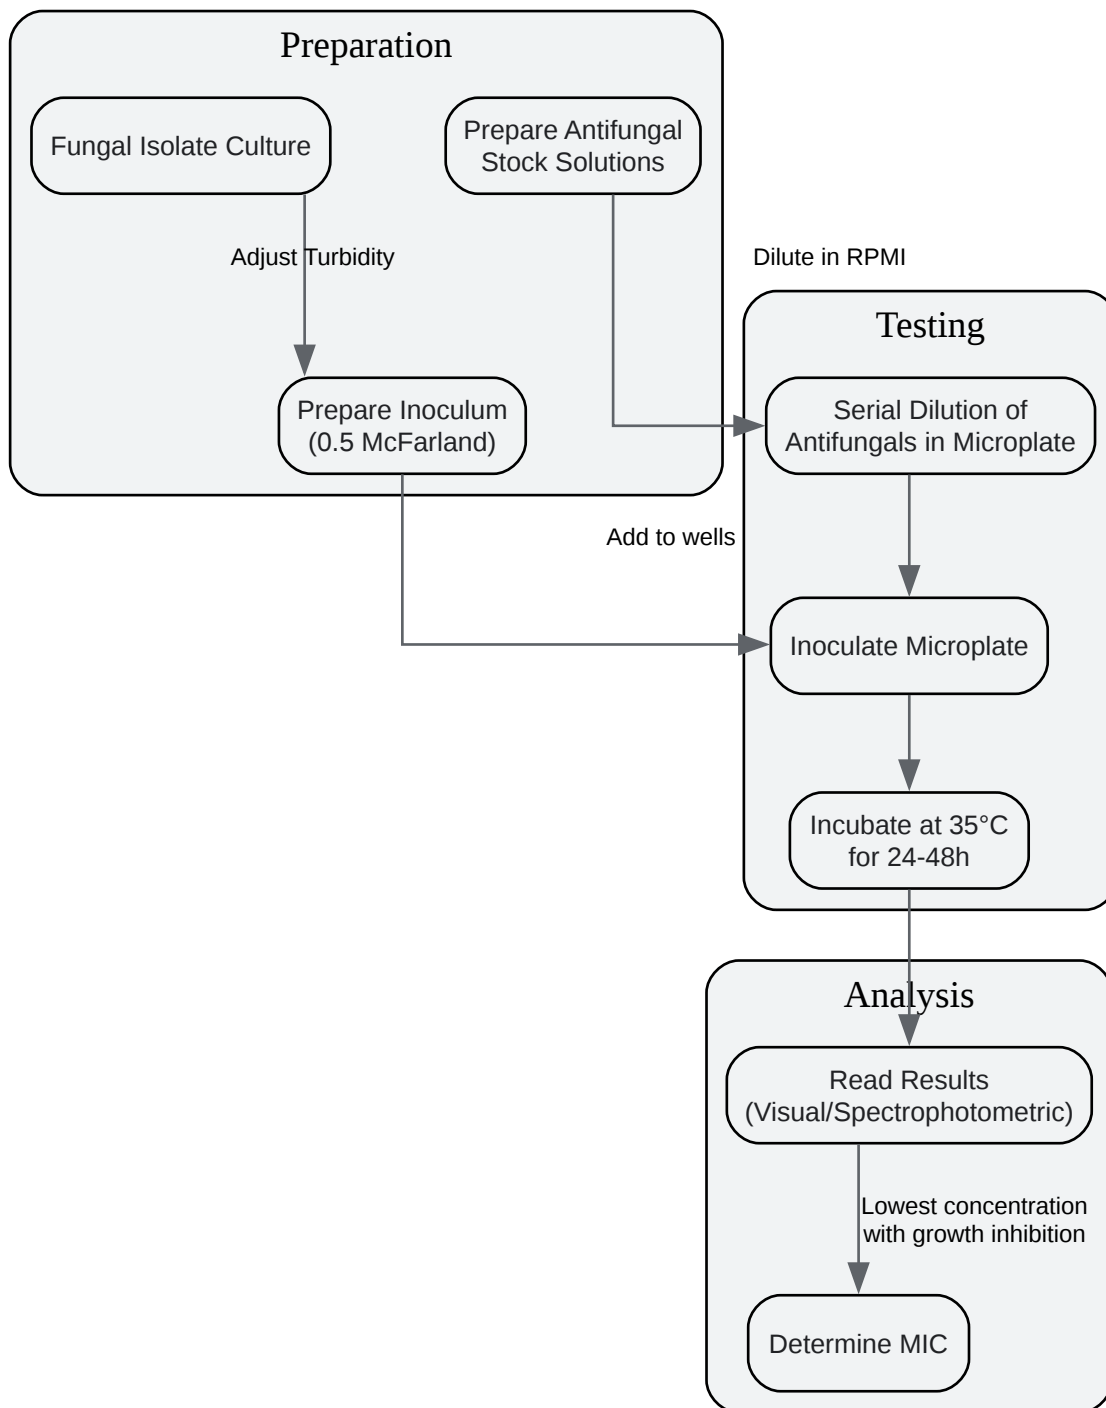 Preparation
Fungal Isolate Culture
Prepare Antifungal
Stock Solutions
Adjust Turbidity
Dilute in RPMI
Testing
Prepare Inoculum
(0.5 McFarland)
Serial Dilution of
Antifungals in Microplate
Add to wells
Inoculate Microplate
Incubate at 35°C
for 24-48h
Analysis
Read Results
(Visual/Spectrophotometric)
Lowest concentration
with growth inhibition
Determine MIC